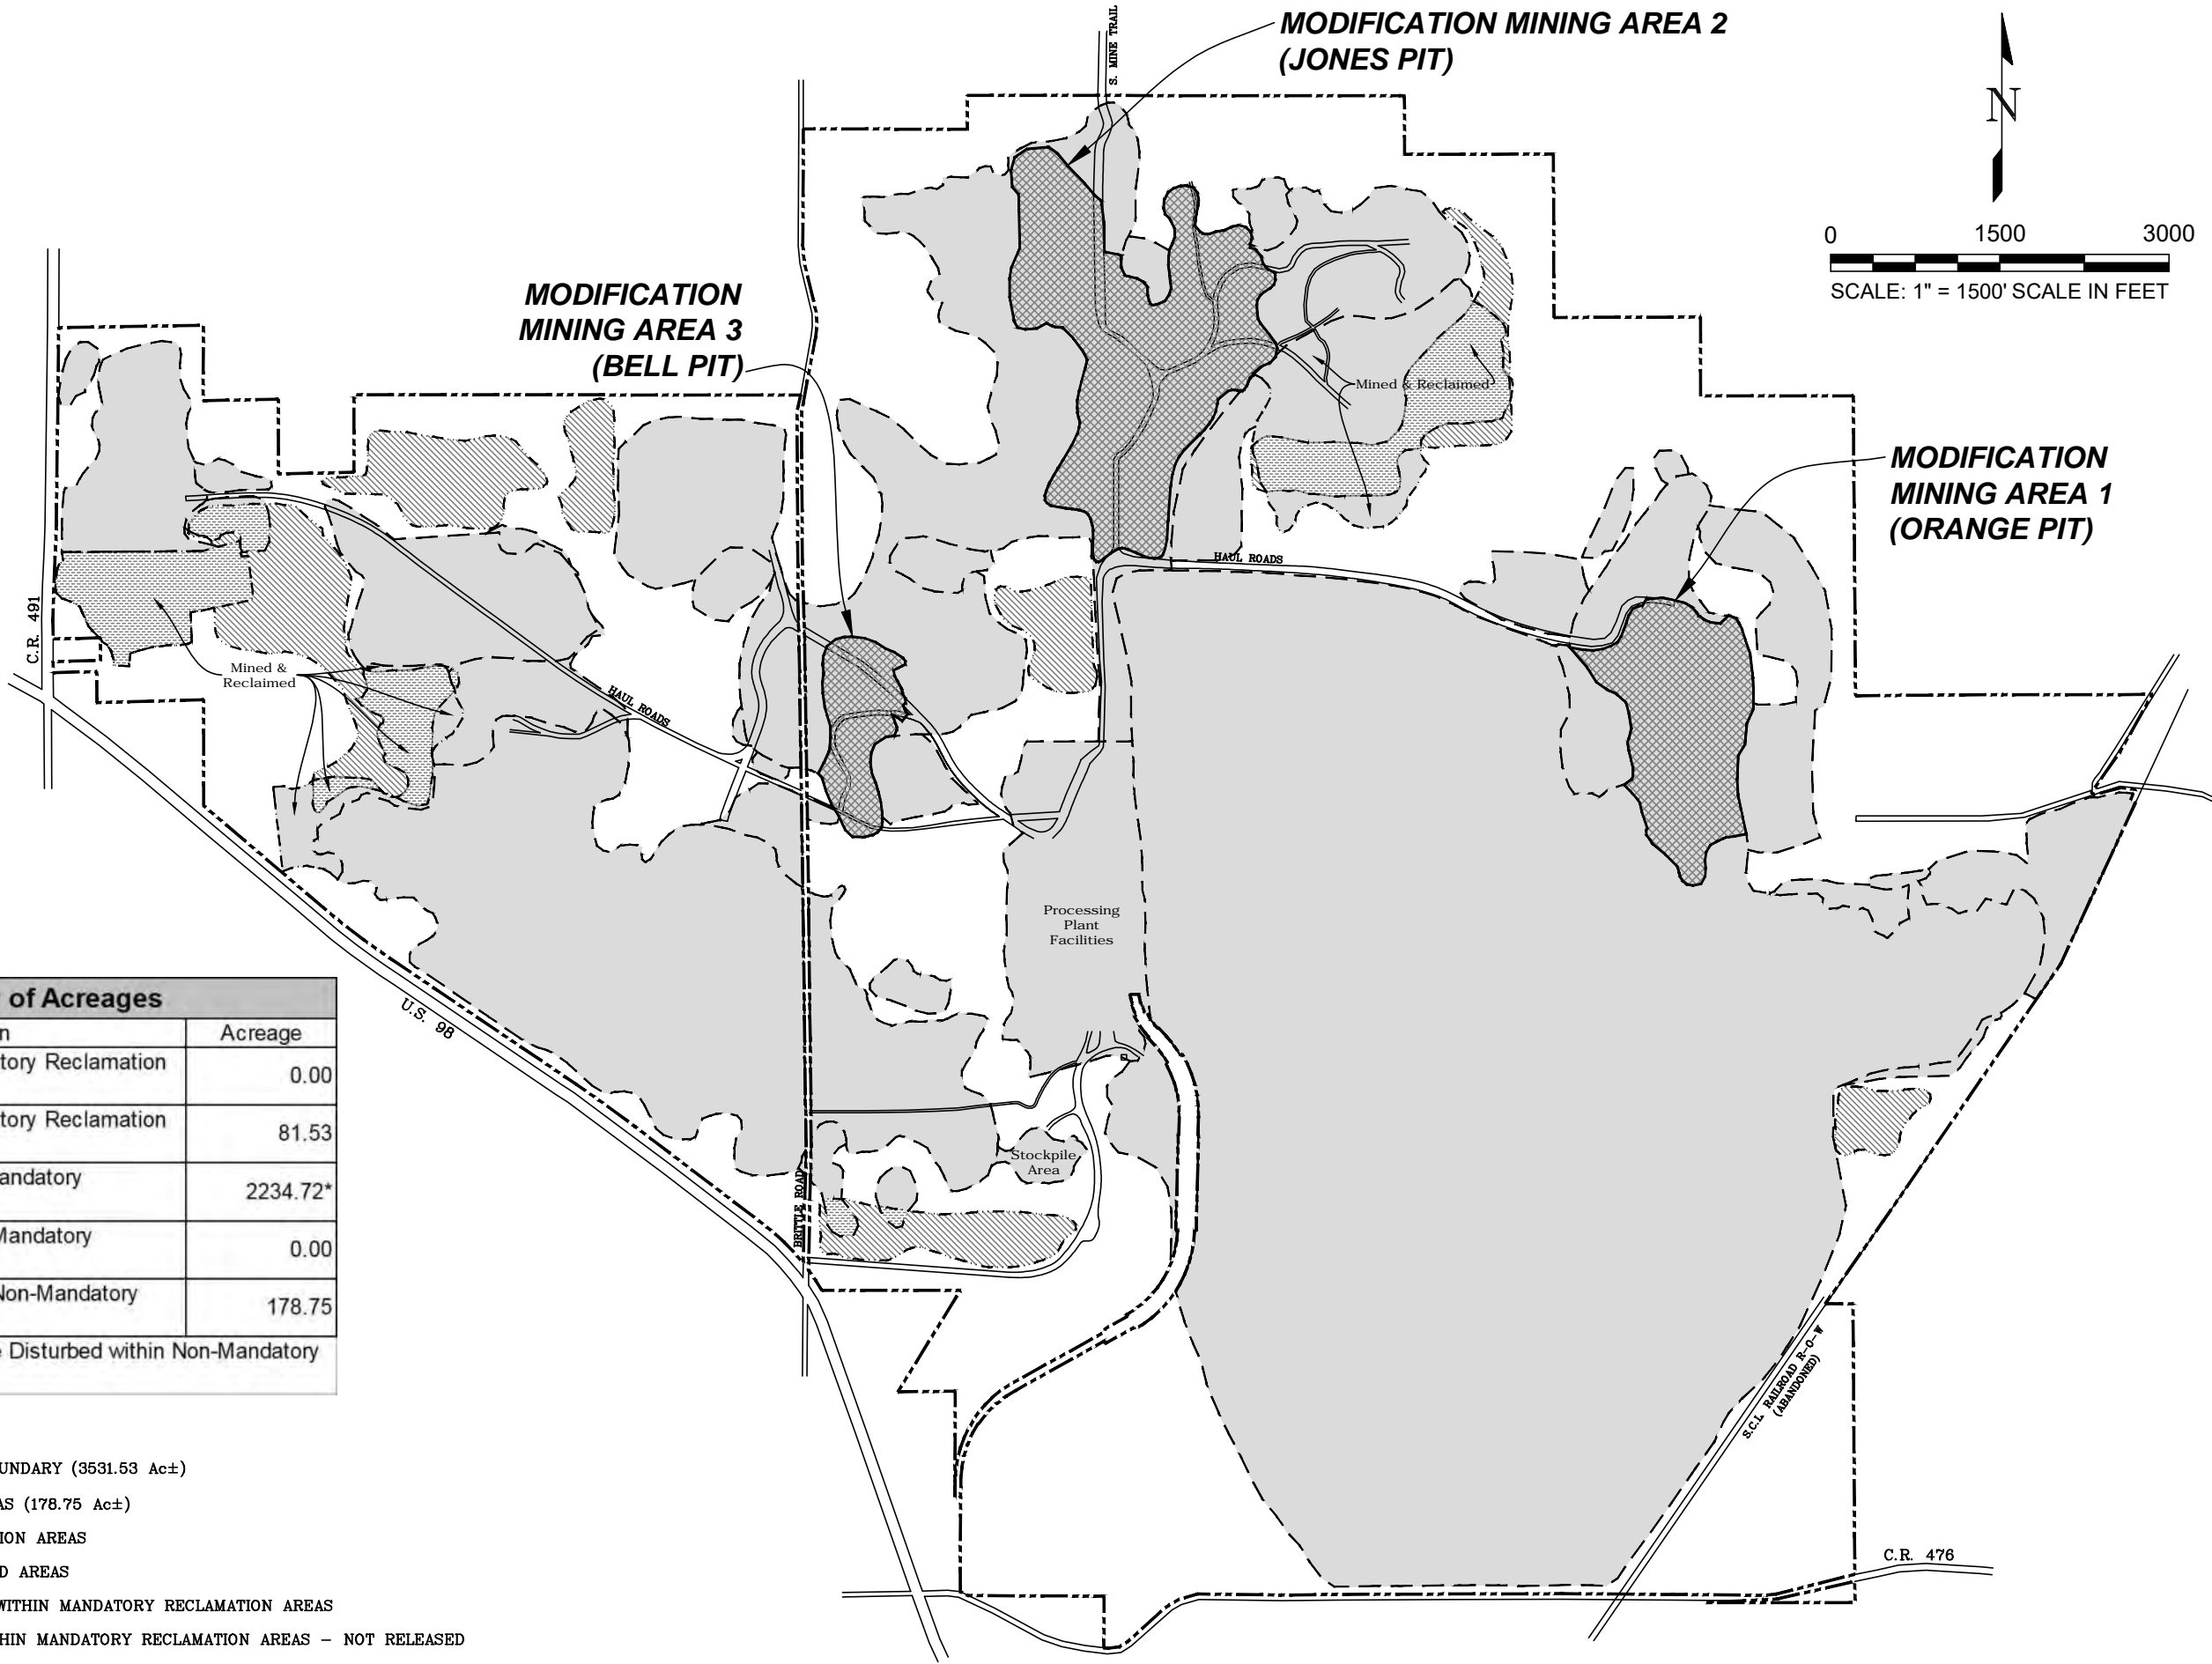 S. MINE TRAIL
MODIFICATION MINING AREA 2
(JONES PIT)
N
0 1500 3000
SCALE: 1" = 1500' SCALE IN FEET
MODIFICATION
MINING AREA 3
(BELL PIT)
Mined & Reclaimed
MODIFICATION
MINING AREA 1
(ORANGE PIT)
HAUL ROADS
C.R. 491
Mined &
Reclaimed
HAUL ROADS
Processing
Plant
Facilities
U.S. 98
of Acreages
n Acreage
tory Reclamation
0.00
tory Reclamation
81.53
andatory
2234.72*
Mandatory
0.00
Non-Mandatory
178.75
e Disturbed within Non-Mandatory
Stockpile
Area
BRITTLE ROAD
S.C.L. RAILROAD R-O-W
(ABANDONED)
UNDARY (3531.53 Ac±)
AS (178.75 Ac±)
ION AREAS
D AREAS
WITHIN MANDATORY RECLAMATION AREAS
HIN MANDATORY RECLAMATION AREAS – NOT RELEASED
C.R. 476